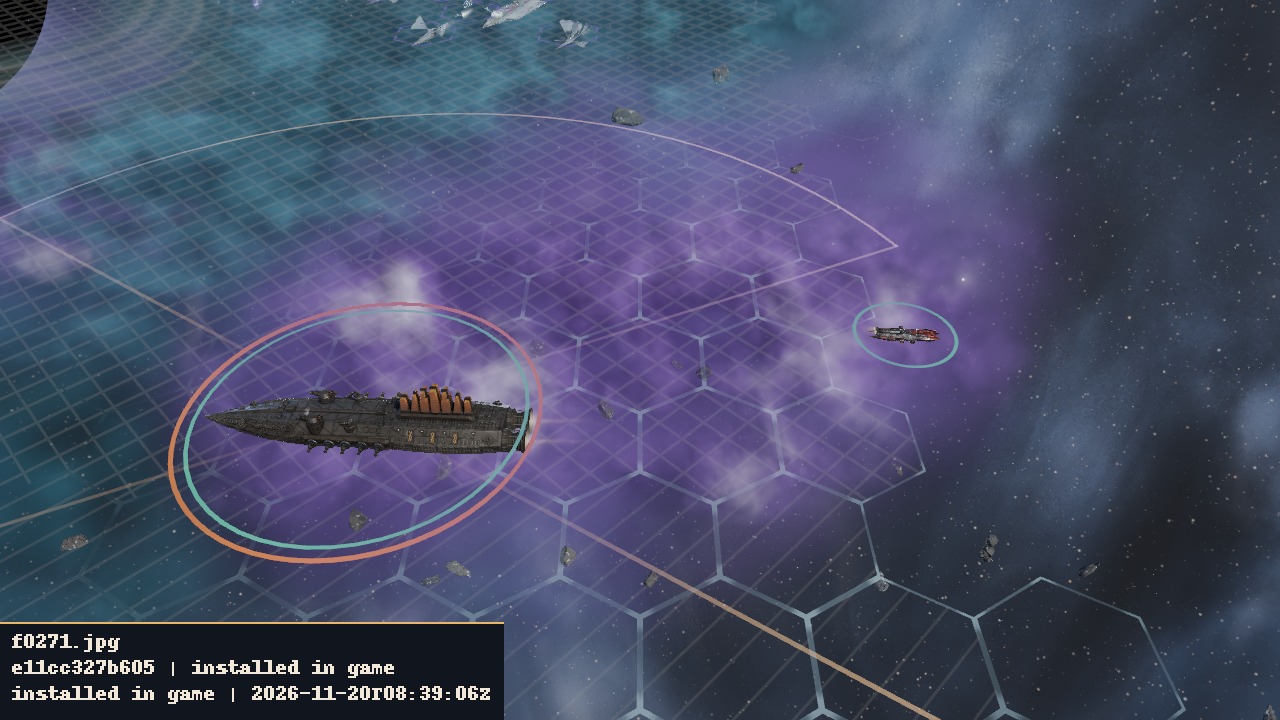 f0271.jpg
e11cc327b605 | installed in game
installed in game | 2026-11-20T08:39:06Z